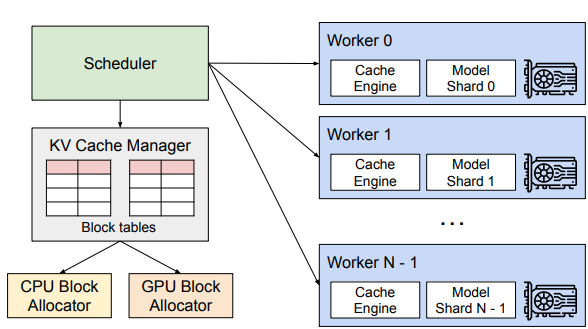 Scheduler
KV Cache Manager
Block tables
CPU Block
Allocator
GPU Block
Allocator
Worker 0
Cache
Engine
Model
Shard 0
Worker 1
Cache
Engine
Model
Shard 1
...
Worker N - 1
Cache
Engine
Model
Shard N - 1